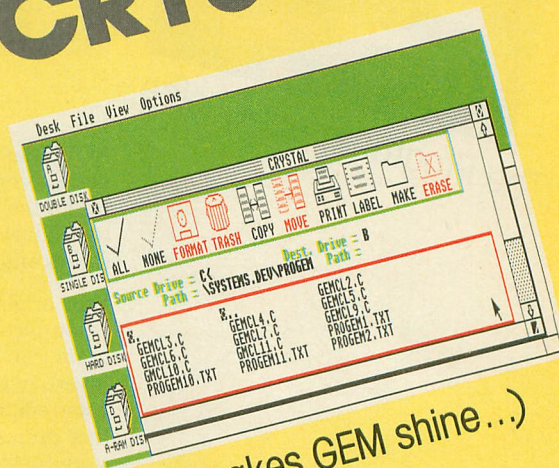 Desk File View Options
CRYSTAL
DOUBLE DISK
SINGLE DIS
HARD DISK
A-RAM DIS
ALL NONE FORMAT TRASH COPY MOVE PRINT LABEL MAKE ERASE
Source Drive = C Dest. Drive = B
Path = \SYSTEMS.DEV\PROGEM Path =
GEMCL3.C GEMCL4.C GEMCL2.C
GEMCL6.C GEMCL7.C GEMCL5.C
GMCL10.C GMCL11.C GEMCL9.C
PROGEM10.TXT PROGEM11.TXT PROGEM1.TXT
PROGEM2.TXT
GEM shine...)